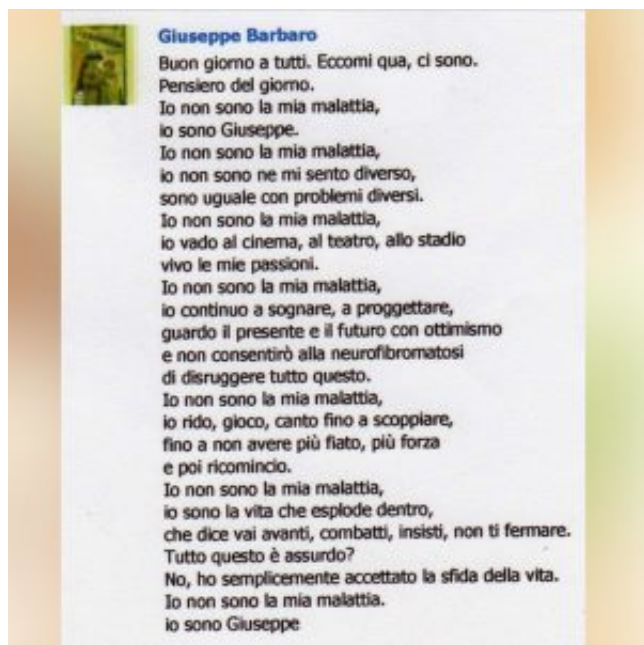 Giuseppe Barbaro
Buon giorno a tutti. Eccomi qua, ci sono.
Pensiero del giorno.
Io non sono la mia malattia,
io sono Giuseppe.
Io non sono la mia malattia,
io non sono ne mi sento diverso,
sono uguale con problemi diversi.
Io non sono la mia malattia,
io vado al cinema, al teatro, allo stadio
vivo le mie passioni.
Io non sono la mia malattia,
io continuo a sognare, a proggettare,
guardo il presente e il futuro con ottimismo
e non consentirò alla neurofibromatosi
di disruggere tutto questo.
Io non sono la mia malattia,
io rido, gioco, canto fino a scoppiare,
fino a non avere più fiato, più forza
e poi ricomincio.
Io non sono la mia malattia,
io sono la vita che esplode dentro,
che dice vai avanti, combatti, insisti, non ti fermare.
Tutto questo è assurdo?
No, ho semplicemente accettato la sfida della vita.
Io non sono la mia malattia.
io sono Giuseppe